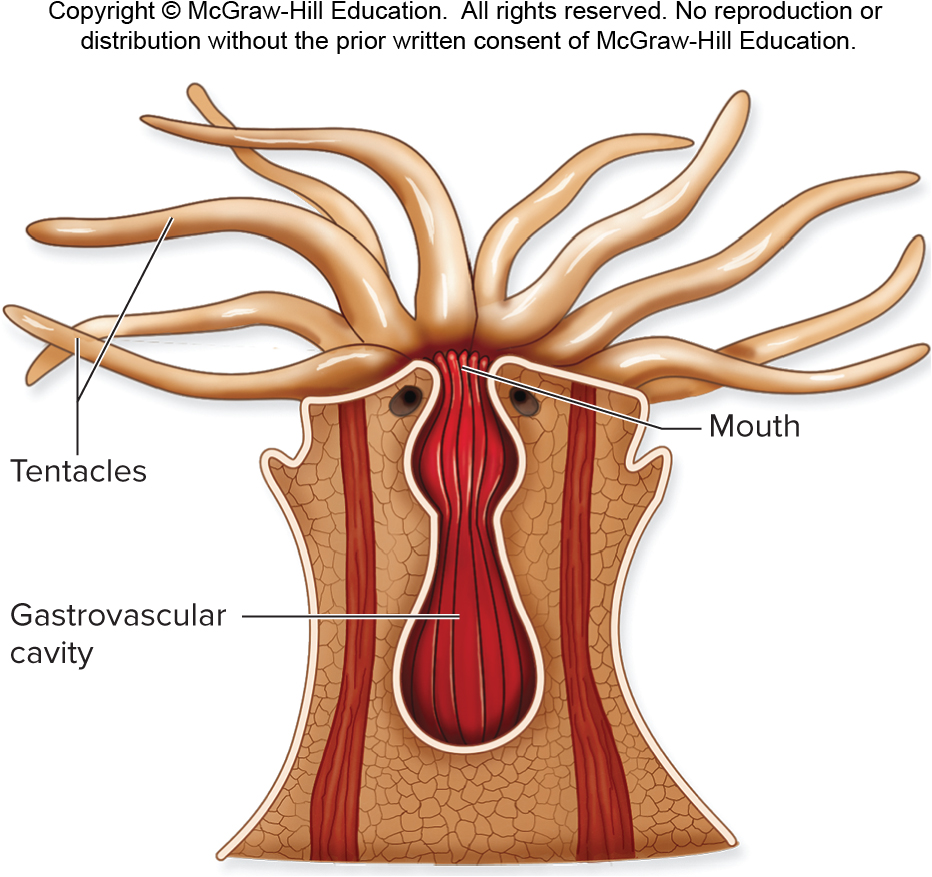 Copyright © McGraw-Hill Education.  All rights reserved. No reproduction or
distribution without the prior written consent of McGraw-Hill Education.
Mouth
Tentacles
Gastrovascular
cavity